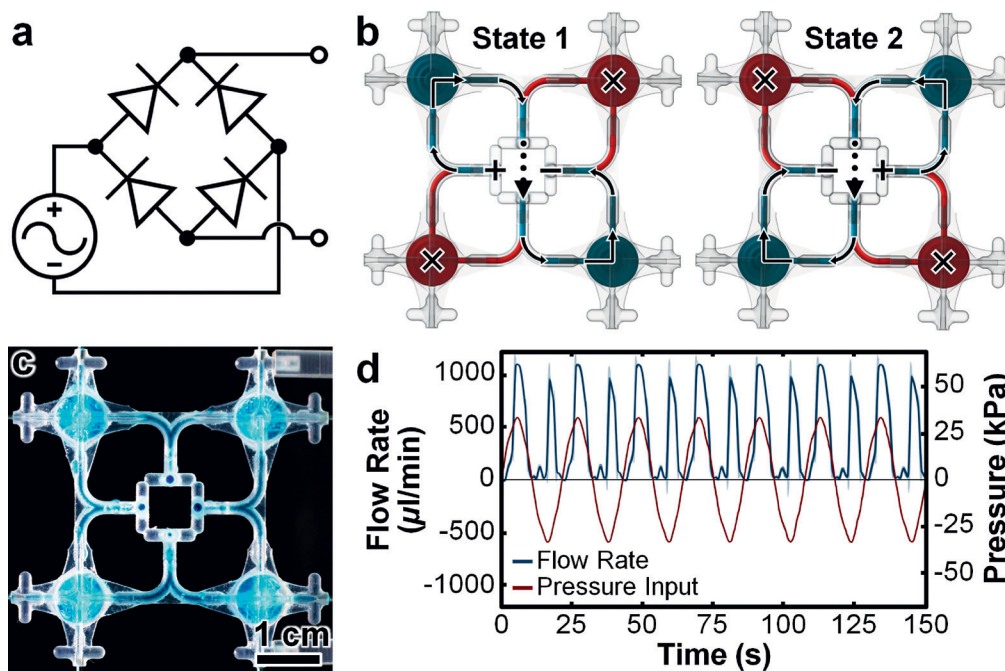 a
+
−
b
State 1
State 2
×
+
−
×
×
−
+
×
c
1 cm
d
Flow Rate
(µl/min)
1000
500
0
-500
-1000
Flow Rate
Pressure Input
50
25
0
-25
-50
Pressure (kPa)
0 25 50 75 100 125 150
Time (s)